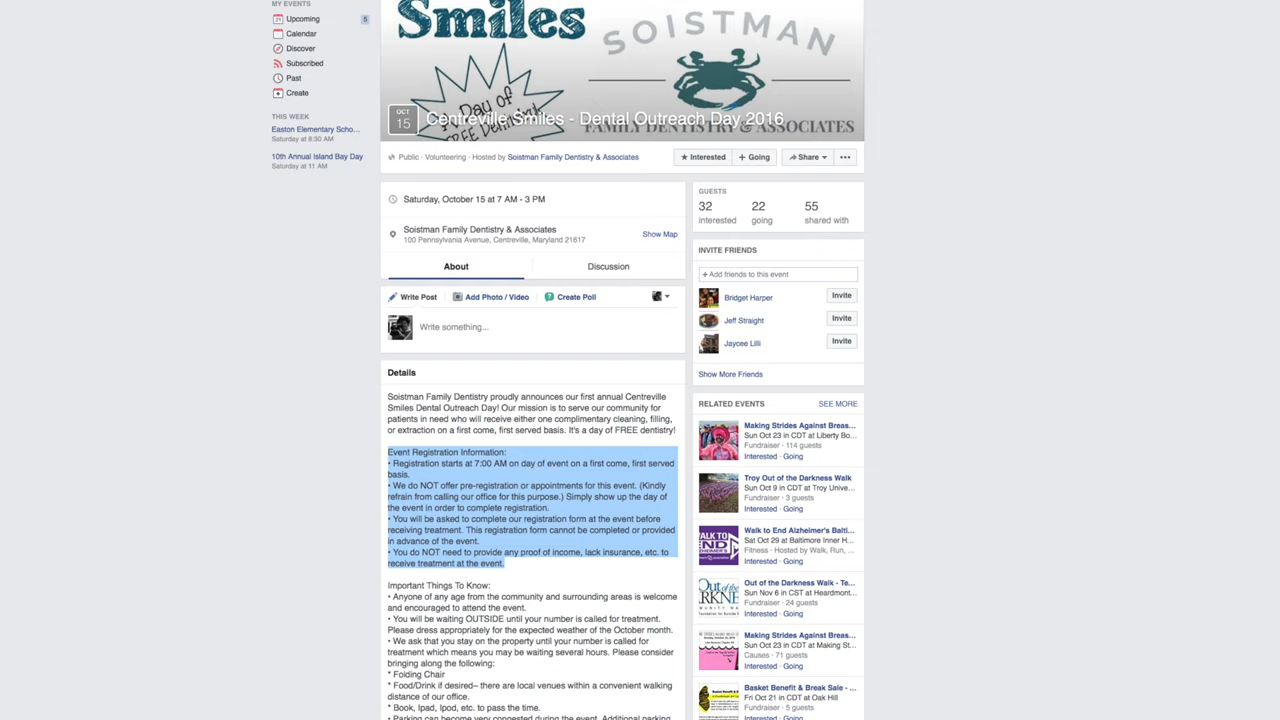 MY EVENTS
Upcoming
5
Calendar
Discover
Subscribed
Past
Create
THIS WEEK
Easton Elementary Scho...
Saturday at 8:30 AM
10th Annual Island Bay Day
Saturday at 11 AM
Smiles
SOISTMAN
Day of
FREE Dentistry!
FAMILY DENTISTRY & ASSOCIATES
OCT
15
Centreville Smiles - Dental Outreach Day 2016
Public · Volunteering · Hosted by Soistman Family Dentistry & Associates
★ Interested
+ Going
Share
Saturday, October 15 at 7 AM - 3 PM
Soistman Family Dentistry & Associates
100 Pennsylvania Avenue, Centreville, Maryland 21617
Show Map
About
Discussion
Write Post
Add Photo / Video
Create Poll
Write something...
Details
Soistman Family Dentistry proudly announces our first annual Centreville
Smiles Dental Outreach Day! Our mission is to serve our community for
patients in need who will receive either one complimentary cleaning, filling,
or extraction on a first come, first served basis. It's a day of FREE dentistry!
Event Registration Information:
• Registration starts at 7:00 AM on day of event on a first come, first served
basis.
• We do NOT offer pre-registration or appointments for this event. (Kindly
refrain from calling our office for this purpose.) Simply show up the day of
the event in order to complete registration.
• You will be asked to complete our registration form at the event before
receiving treatment. This registration form cannot be completed or provided
in advance of the event.
• You do NOT need to provide any proof of income, lack insurance, etc. to
receive treatment at the event.
Important Things To Know:
• Anyone of any age from the community and surrounding areas is welcome
and encouraged to attend the event.
• You will be waiting OUTSIDE until your number is called for treatment.
Please dress appropriately for the expected weather of the October month.
• We ask that you stay on the property until your number is called for
treatment which means you may be waiting several hours. Please consider
bringing along the following:
* Folding Chair
* Food/Drink if desired– there are local venues within a convenient walking
distance of our office.
* Book, Ipad, Ipod, etc. to pass the time.
• Parking can become very congested during the event. Additional parking
GUESTS
32
interested
22
going
55
shared with
INVITE FRIENDS
+ Add friends to this event
Bridget Harper
Invite
Jeff Straight
Invite
Jaycee Lilli
Invite
Show More Friends
RELATED EVENTS
SEE MORE
Making Strides Against Breas...
Sun Oct 23 in CDT at Liberty Bo...
Fundraiser · 114 guests
Interested · Going
Troy Out of the Darkness Walk
Sun Oct 9 in CDT at Troy Unive...
Fundraiser · 3 guests
Interested · Going
Walk to End Alzheimer's Balti...
Sat Oct 29 at Baltimore Inner H...
Fitness · Hosted by Walk, Run, ...
Interested · Going
Out of the Darkness Walk - Te...
Sun Nov 6 in CST at Heardmont...
Fundraiser · 24 guests
Interested · Going
Making Strides Against Breas...
Sun Oct 23 in CDT at Making St...
Causes · 71 guests
Interested · Going
Basket Benefit & Break Sale - ...
Fri Oct 21 in CDT at Oak Hill
Fundraiser · 5 guests
Interested · Going